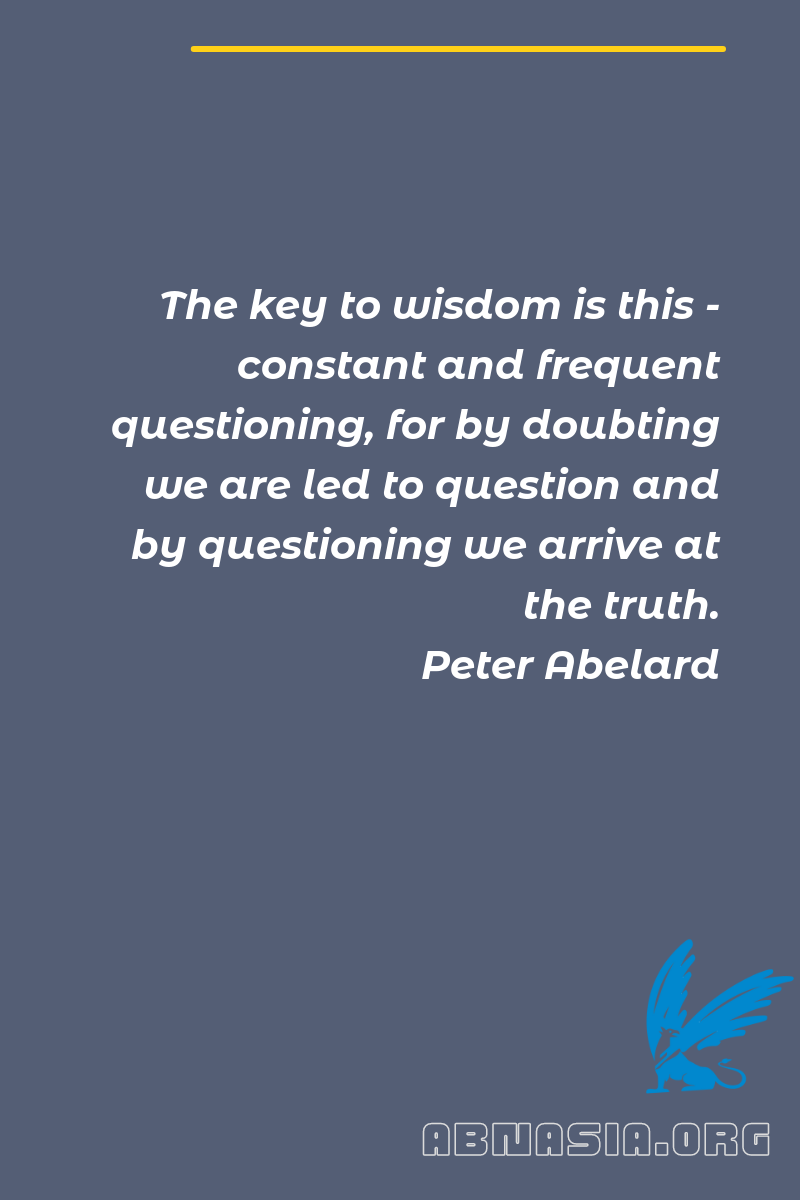 The key to wisdom is this -
constant and frequent
questioning, for by doubting
we are led to question and
by questioning we arrive at
the truth.
Peter Abelard
ABNASIA.ORG